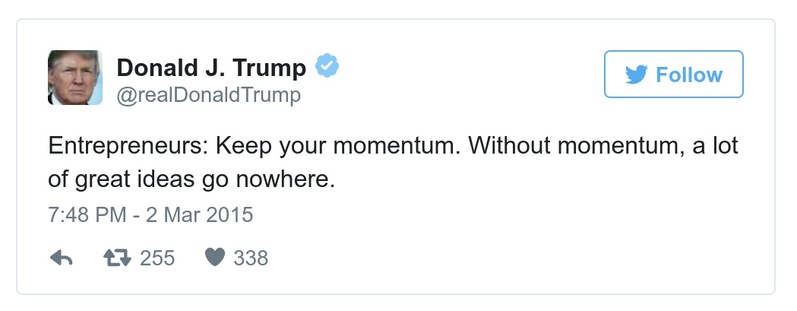 Donald J. Trump
@realDonaldTrump
Follow
Entrepreneurs: Keep your momentum. Without momentum, a lot
of great ideas go nowhere.
7:48 PM - 2 Mar 2015
255 338